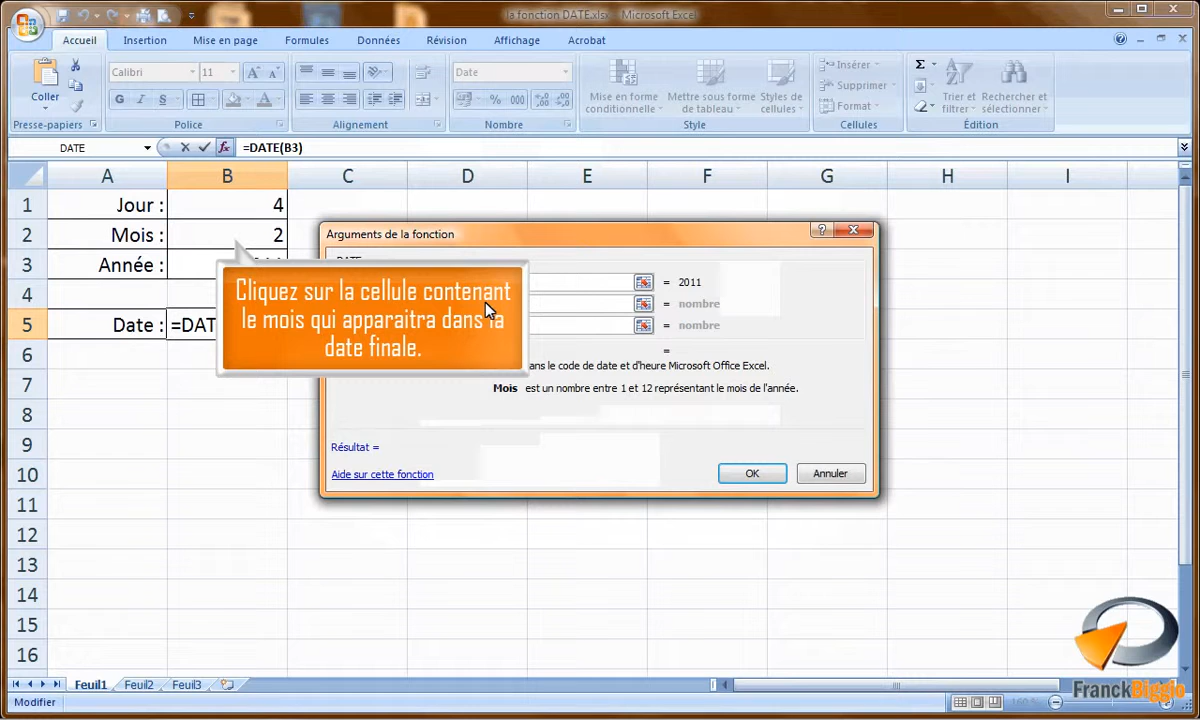 la fonction DATE.xlsx - Microsoft Excel
Accueil Insertion Mise en page Formules Données Révision Affichage Acrobat
Coller
Presse-papiers
Calibri 11
G I S
Police
Alignement
Date
% 000
Nombre
Mise en forme conditionnelle
Mettre sous forme de tableau
Styles de cellules
Style
Insérer
Supprimer
Format
Cellules
Trier et filtrer
Rechercher et sélectionner
Édition
DATE =DATE(B3)
A B C D E F G H I
1 Jour : 4
2 Mois : 2
3 Année :
4
5 Date : =DAT
6
7
8
9
10
11
12
13
14
15
16
Arguments de la fonction
= 2011
= nombre
= nombre
=
ans le code de date et d'heure Microsoft Office Excel.
Mois est un nombre entre 1 et 12 représentant le mois de l'année.
Résultat =
Aide sur cette fonction
OK Annuler
Cliquez sur la cellule contenant
le mois qui apparaitra dans la
date finale.
Feuil1 Feuil2 Feuil3
Modifier
160 %
FranckBiggio